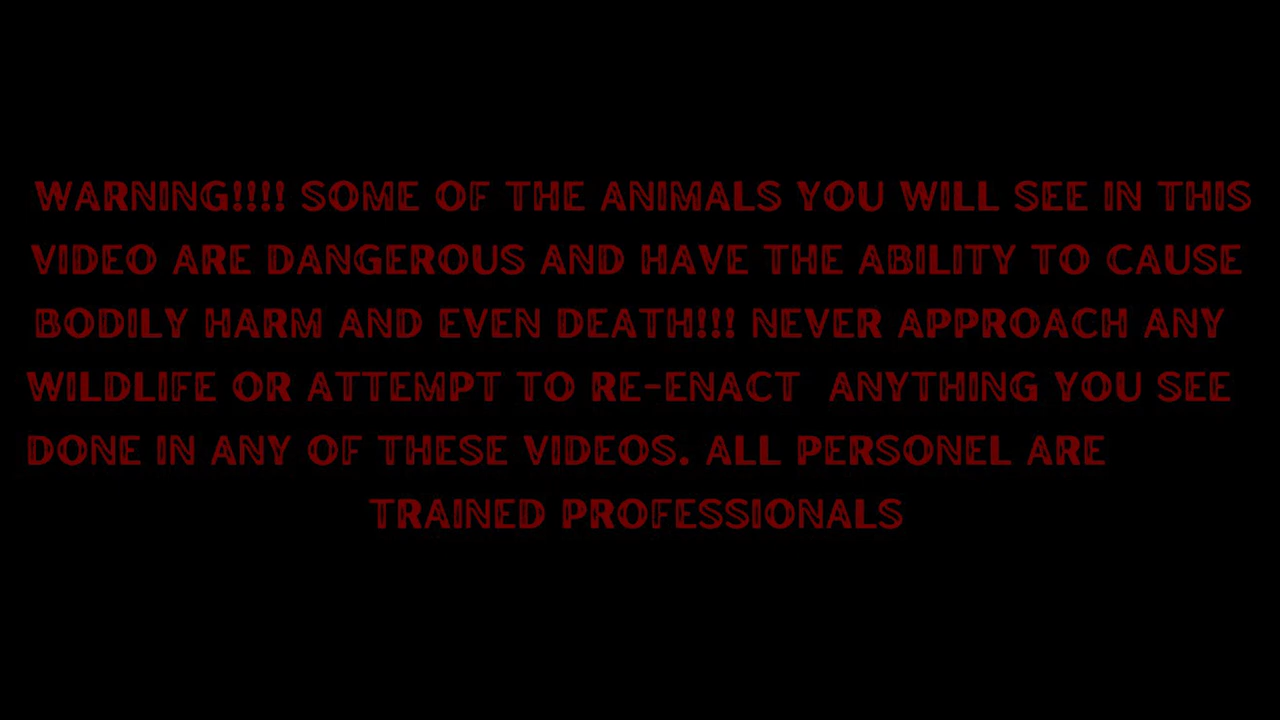 WARNING!!!! SOME OF THE ANIMALS YOU WILL SEE IN THIS
VIDEO ARE DANGEROUS AND HAVE THE ABILITY TO CAUSE
BODILY HARM AND EVEN DEATH!!! NEVER APPROACH ANY
WILDLIFE OR ATTEMPT TO RE-ENACT ANYTHING YOU SEE
DONE IN ANY OF THESE VIDEOS. ALL PERSONEL ARE
TRAINED PROFESSIONALS